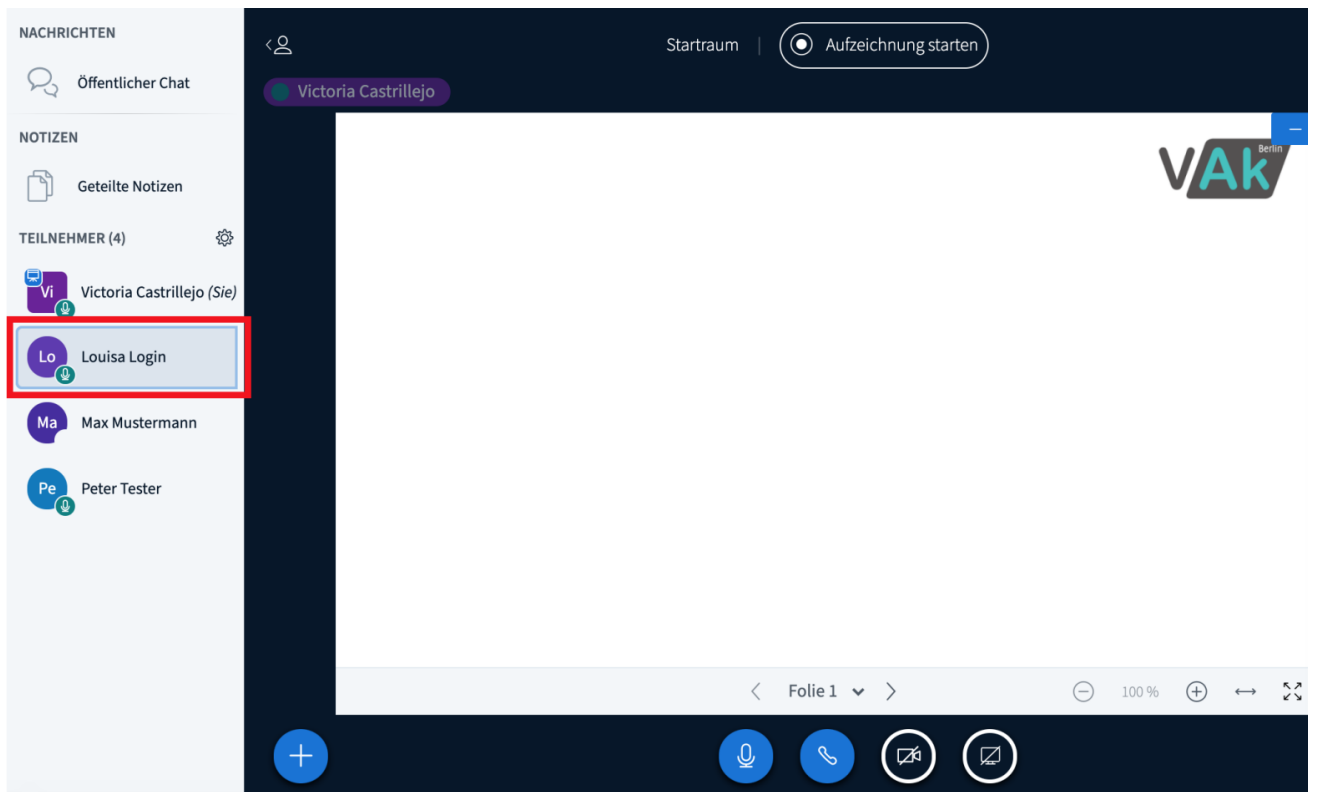 NACHRICHTEN
Öffentlicher Chat
NOTIZEN
Geteilte Notizen
TEILNEHMER (4)
Vi
Victoria Castrillejo (Sie)
Lo
Louisa Login
Ma
Max Mustermann
Pe
Peter Tester
Startraum
Aufzeichnung starten
Victoria Castrillejo
VAk
Berlin
Folie 1
100 %